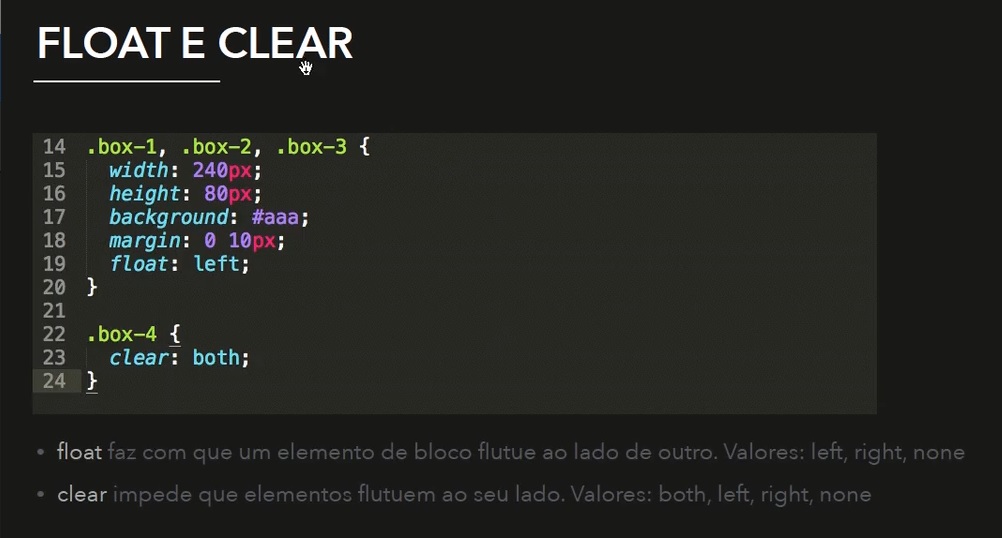 FLOAT E CLEAR
14 .box-1, .box-2, .box-3 {
15 width: 240px;
16 height: 80px;
17 background: #aaa;
18 margin: 0 10px;
19 float: left;
20 }
21
22 .box-4 {
23 clear: both;
24 }
• float faz com que um elemento de bloco flutue ao lado de outro. Valores: left, right, none
• clear impede que elementos flutuem ao seu lado. Valores: both, left, right, none